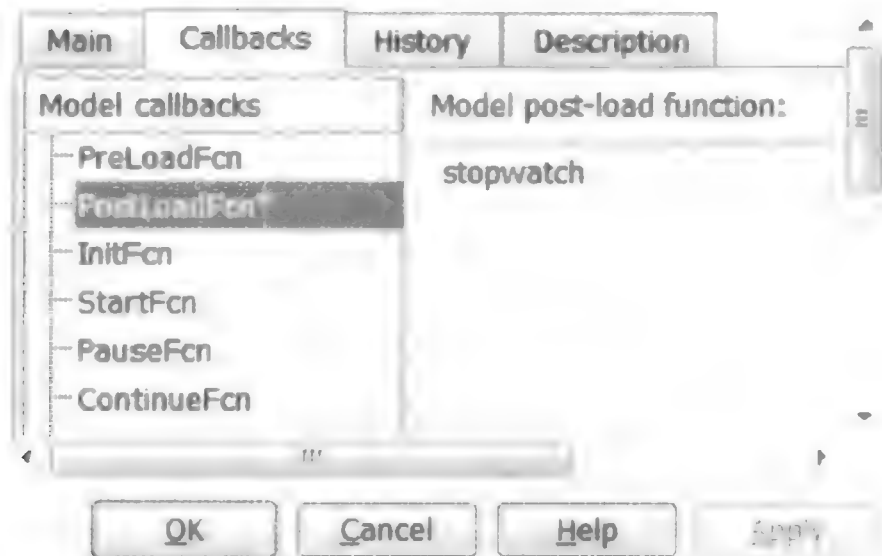 Main Callbacks History Description
Model callbacks
PreLoadFcn
PostLoadFcn*
InitFcn
StartFcn
PauseFcn
ContinueFcn
Model post-load function:
stopwatch
OK Cancel Help Apply